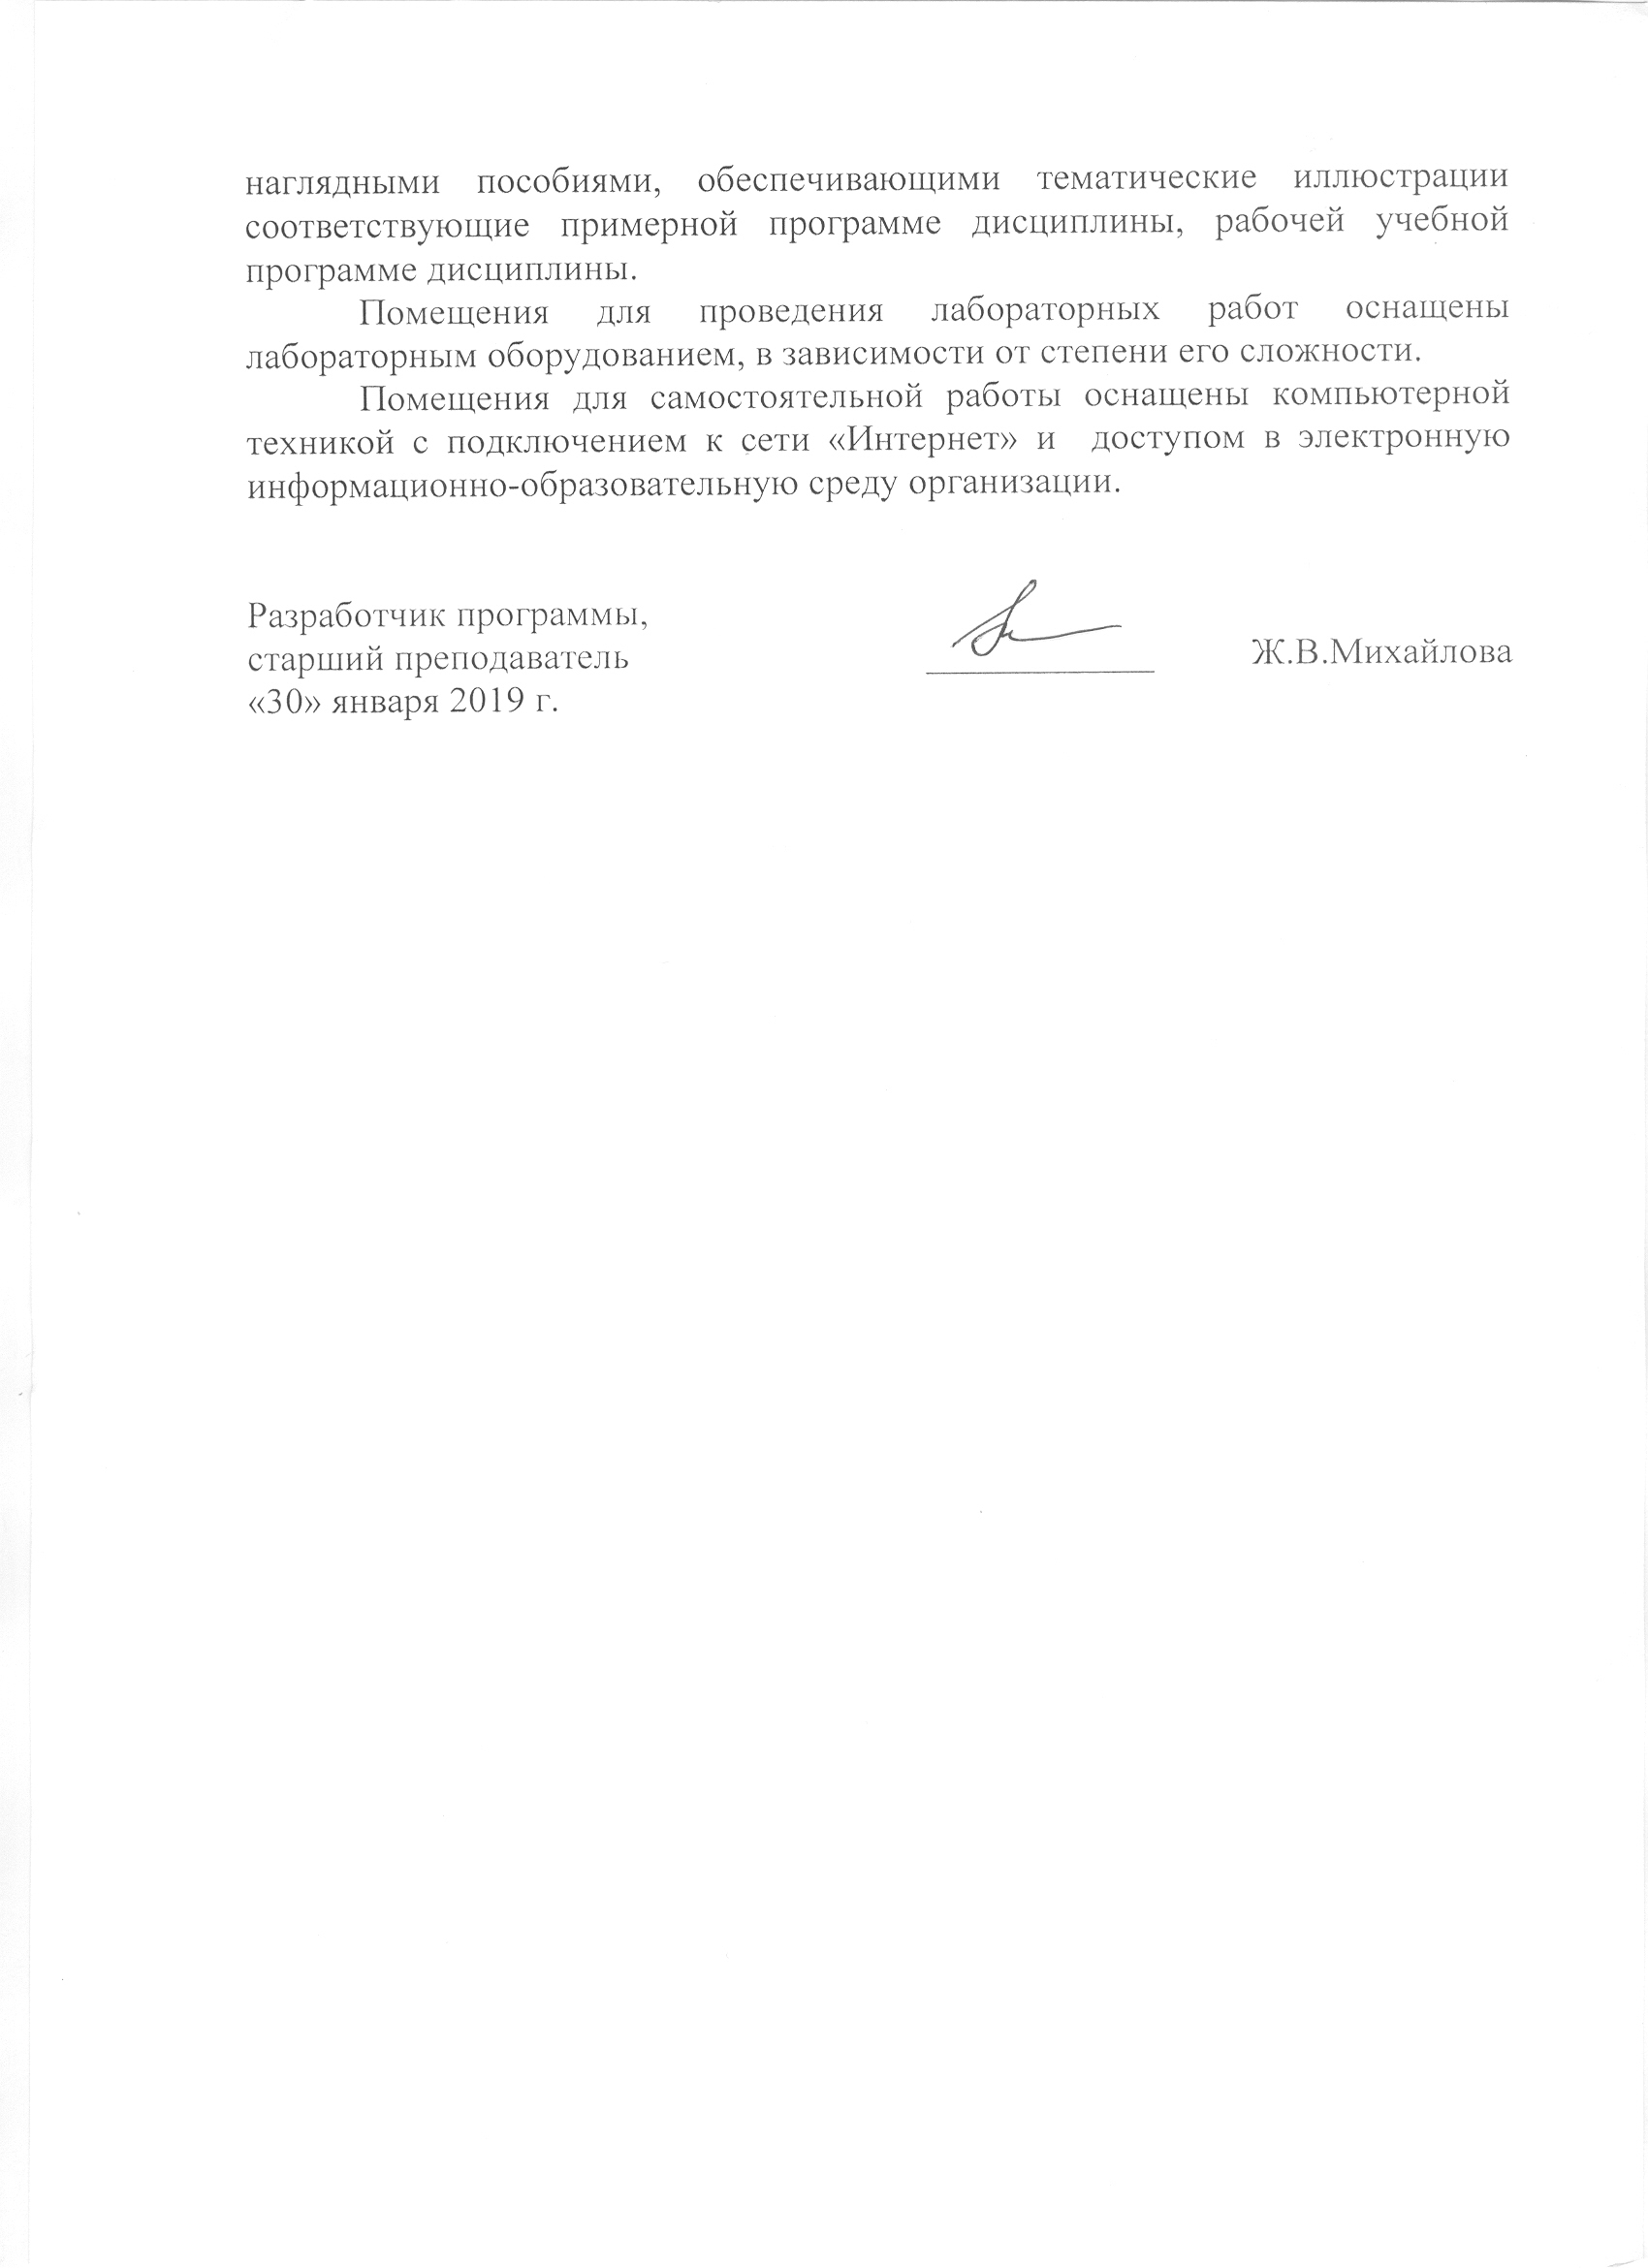 наглядными пособиями, обеспечивающими тематические иллюстрации
соответствующие примерной программе дисциплины, рабочей учебной
программе дисциплины.
Помещения для проведения лабораторных работ оснащены
лабораторным оборудованием, в зависимости от степени его сложности.
Помещения для самостоятельной работы оснащены компьютерной
техникой с подключением к сети «Интернет» и доступом в электронную
информационно-образовательную среду организации.
Разработчик программы,
старший преподаватель
Ж.В.Михайлова
«30» января 2019 г.